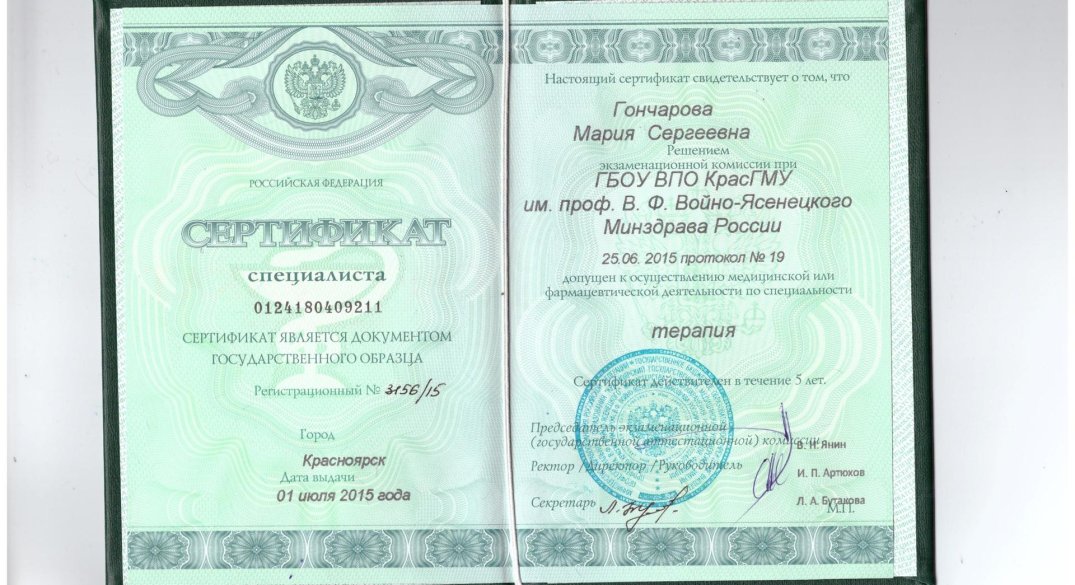 РОССИЙСКАЯ ФЕДЕРАЦИЯ
СЕРТИФИКАТ
специалиста
0124180409211
СЕРТИФИКАТ ЯВЛЯЕТСЯ ДОКУМЕНТОМ
ГОСУДАРСТВЕННОГО ОБРАЗЦА
Регистрационный № 3156/15
Город
Красноярск
Дата выдачи
01 июля 2015 года
Настоящий сертификат свидетельствует о том, что
Гончарова
Мария Сергеевна
Решением
экзаменационной комиссии при
ГБОУ ВПО КрасГМУ
им. проф. В. Ф. Войно-Ясенецкого
Минздрава России
25.06. 2015 протокол № 19
допущен к осуществлению медицинской или
фармацевтической деятельности по специальности
терапия
Сертификат действителен в течение 5 лет.
Председатель экзаменационной
(государственной аттестационной) комиссии
В. Н. Янин
Ректор / Директор / Руководитель
И. П. Артюхов
Секретарь
Л. А. Бутакова
М.П.